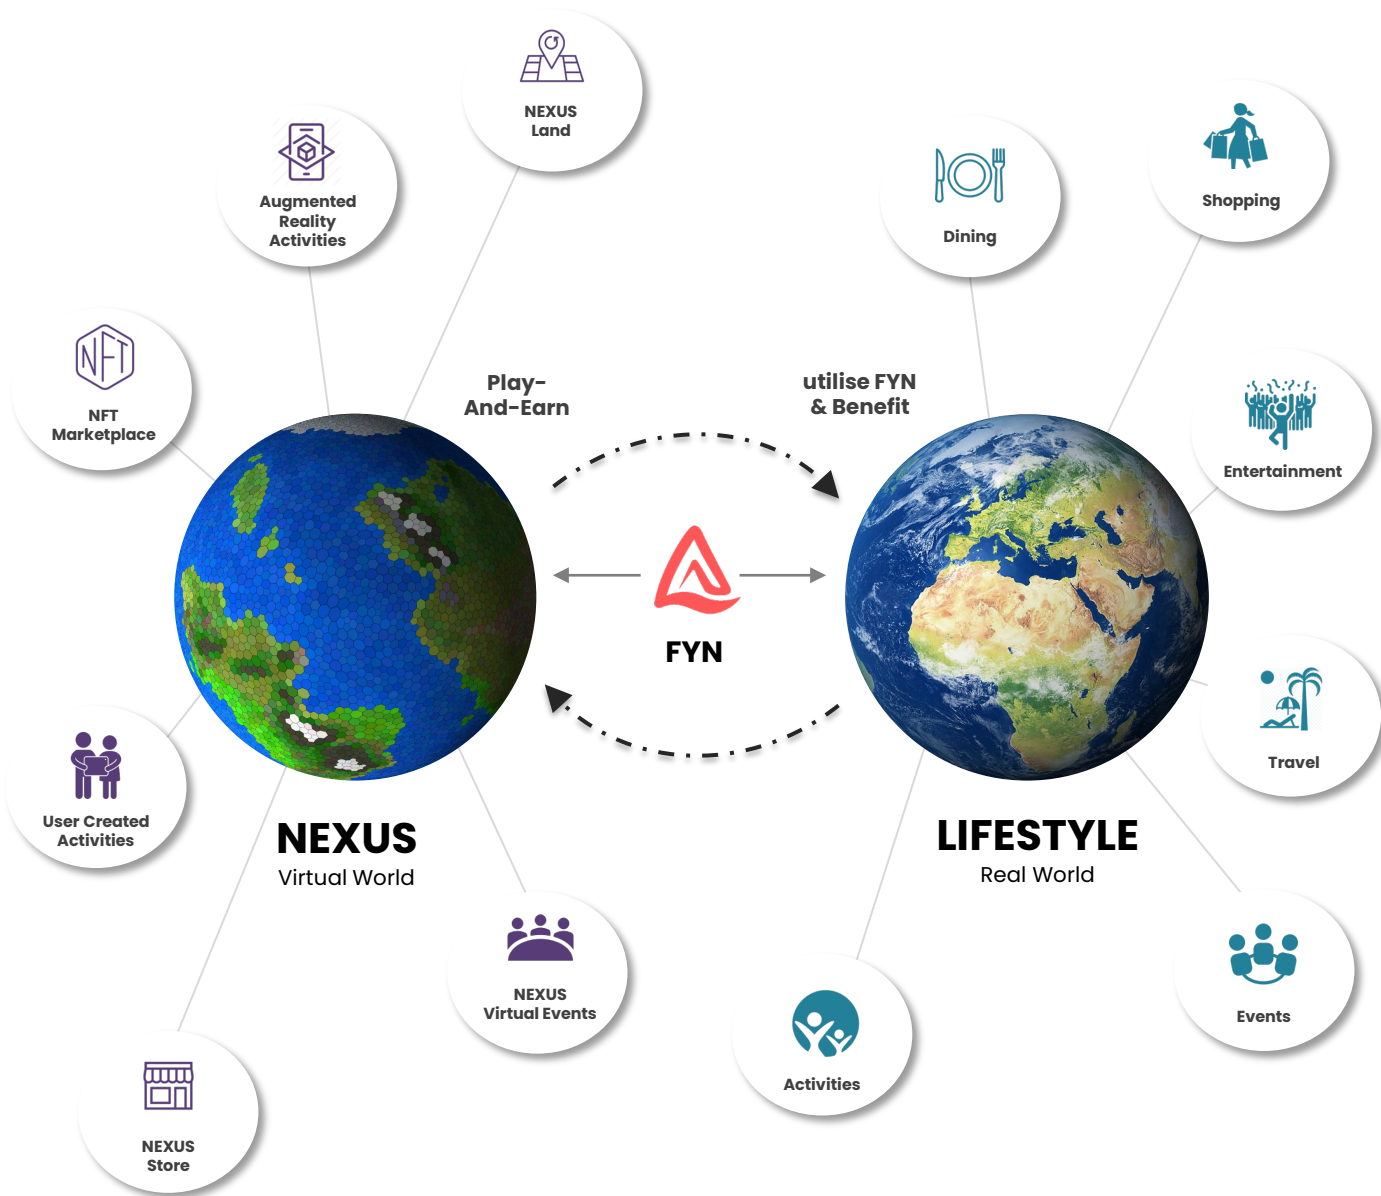 NEXUS
Land
Augmented
Reality
Activities
NFT
NFT
Marketplace
User Created
Activities
NEXUS
Store
NEXUS
Virtual Events
NEXUS
Virtual World
Play-
And-Earn
utilise FYN
& Benefit
FYN
Dining
Shopping
Entertainment
Travel
Events
Activities
LIFESTYLE
Real World